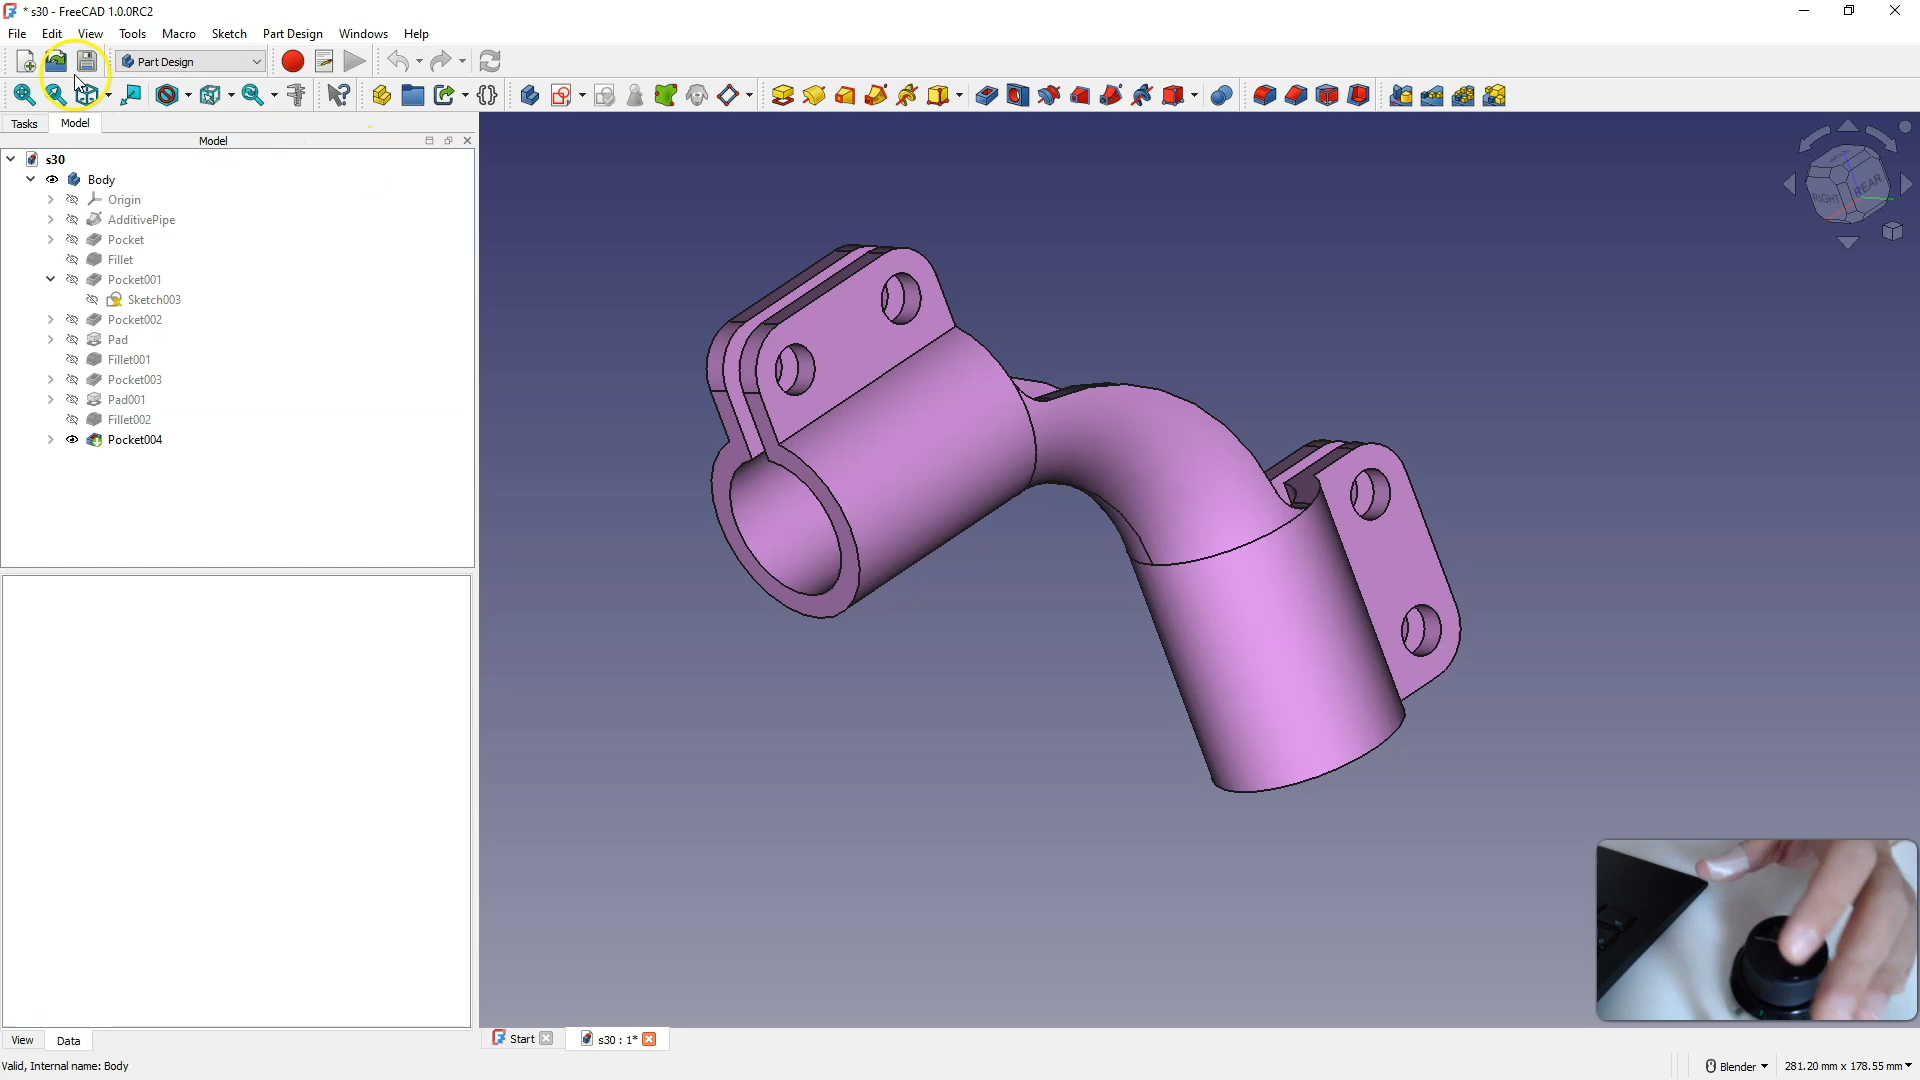 * s30 - FreeCAD 1.0.0RC2
File Edit View Tools Macro Sketch Part Design Windows Help
Part Design
Tasks Model
Model
s30
Body
Origin
AdditivePipe
Pocket
Fillet
Pocket001
Sketch003
Pocket002
Pad
Fillet001
Pocket003
Pad001
Fillet002
Pocket004
RIGHT REAR
View Data
Start s30 : 1*
Valid, Internal name: Body
Blender 281.20 mm x 178.55 mm